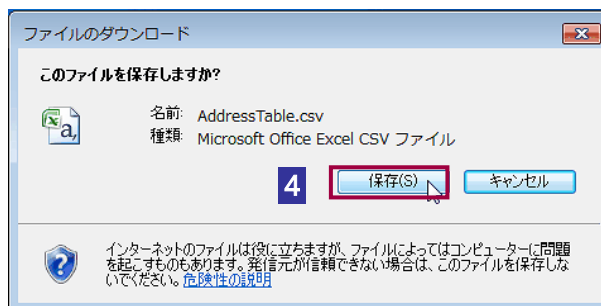 ファイルのダウンロード
このファイルを保存しますか?
名前: AddressTable.csv
種類: Microsoft Office Excel CSV ファイル
4 保存(S) キャンセル
インターネットのファイルは役に立ちますが、ファイルによってはコンピューターに問題
を起こすものもあります。発信元が信頼できない場合は、このファイルを保存しな
いでください。危険性の説明